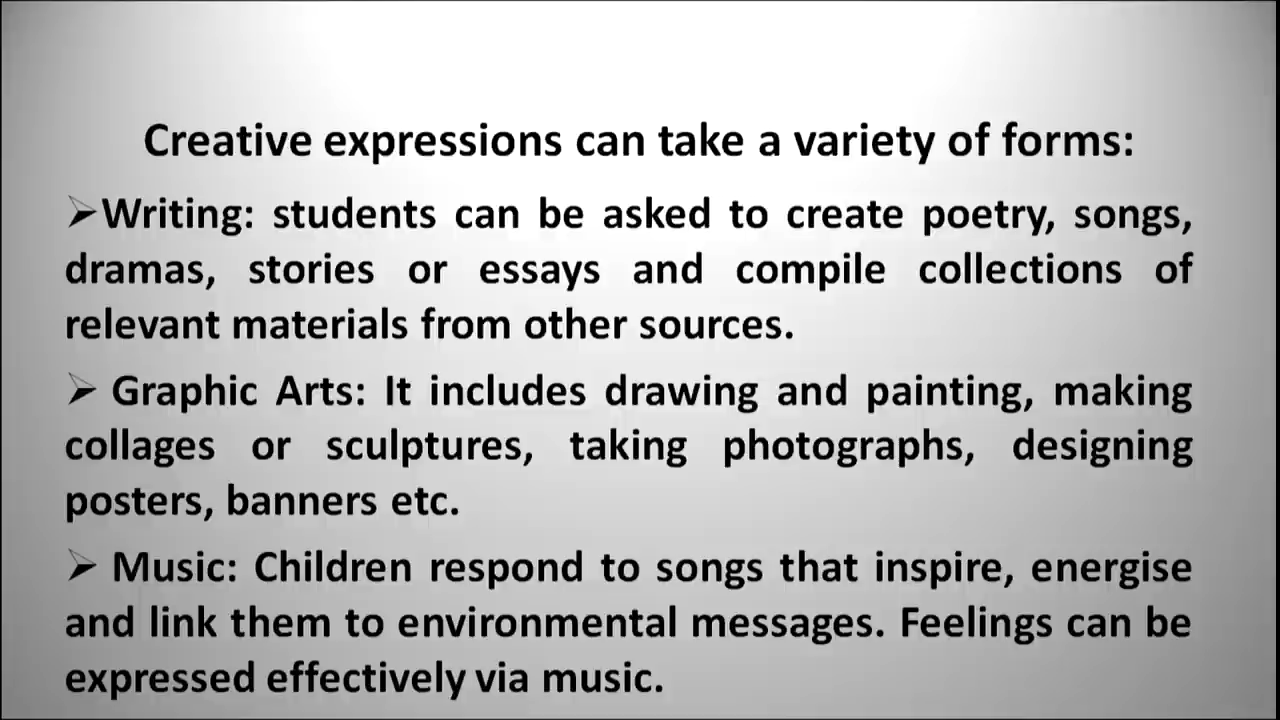 Creative expressions can take a variety of forms:
➢Writing: students can be asked to create poetry, songs,
dramas, stories or essays and compile collections of
relevant materials from other sources.
➢ Graphic Arts: It includes drawing and painting, making
collages or sculptures, taking photographs, designing
posters, banners etc.
➢ Music: Children respond to songs that inspire, energise
and link them to environmental messages. Feelings can be
expressed effectively via music.